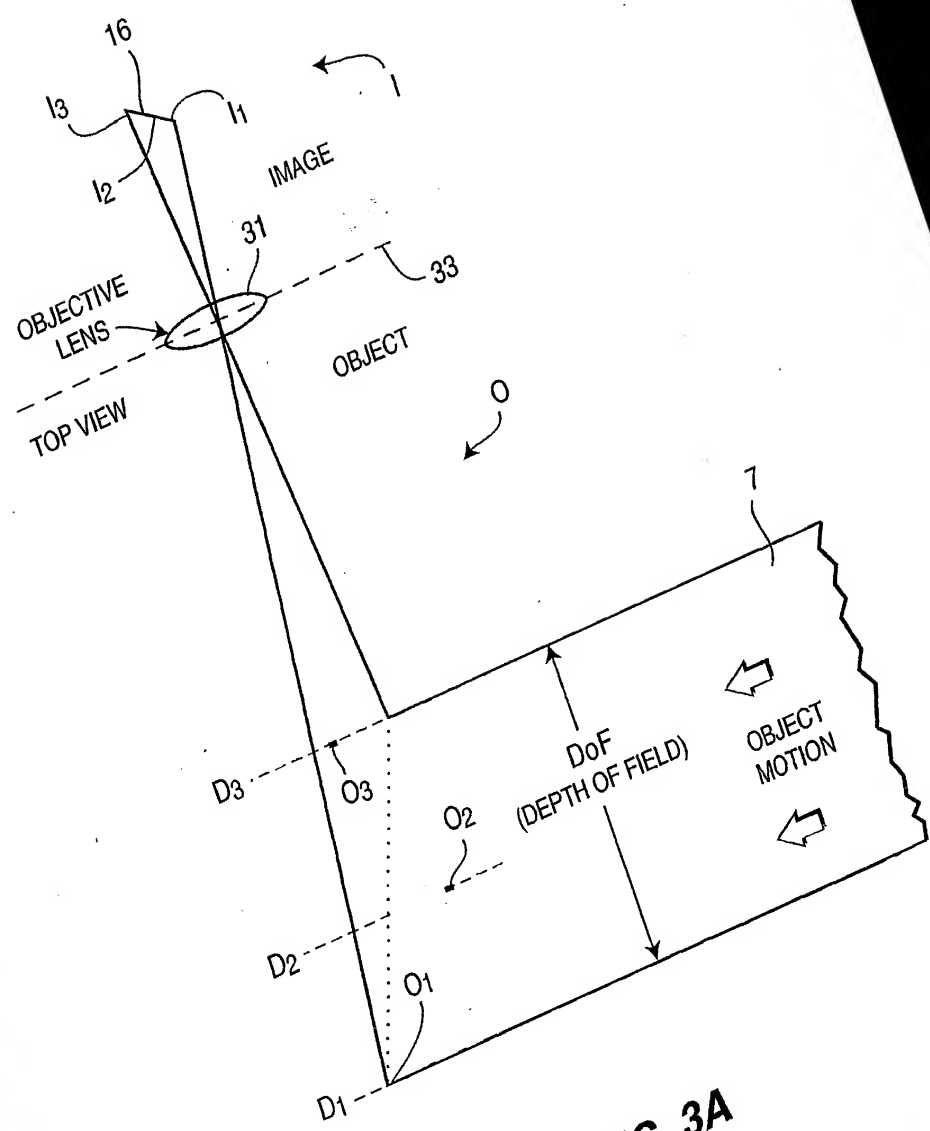 16
I3
I1
I
I2
IMAGE
31
33
OBJECTIVE
LENS
OBJECT
TOP VIEW
O
7
OBJECT
MOTION
DoF
(DEPTH OF FIELD)
D3
O3
O2
D2
O1
D1
3A